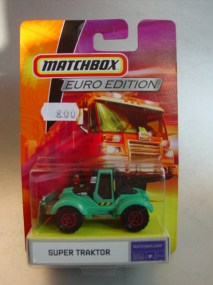 MATCHBOX
EURO EDITION
8.00
SUPER TRAKTOR